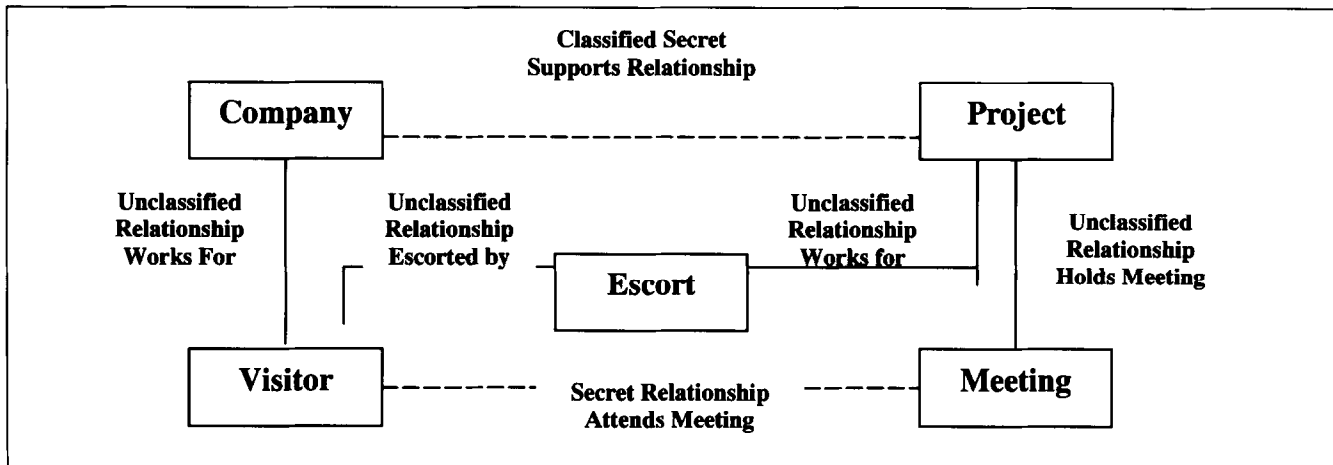 Classified Secret
Supports Relationship
Company
Project
Unclassified
Relationship
Works For
Unclassified
Relationship
Escorted by
Unclassified
Relationship
Works for
Unclassified
Relationship
Holds Meeting
Escort
Visitor
Secret Relationship
Attends Meeting
Meeting